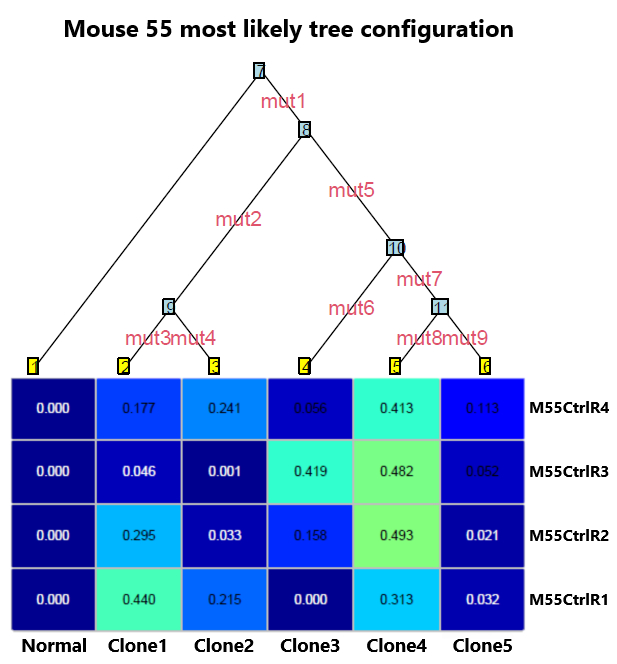 Mouse 55 most likely tree configuration
7
mut1
8
mut5
mut2
10
mut7
9
mut6
11
mut3mut4
mut8mut9
1 2 3 4 5 6
0.000 0.177 0.241 0.056 0.413 0.113 M55CtrlR4
0.000 0.046 0.001 0.419 0.482 0.052 M55CtrlR3
0.000 0.295 0.033 0.158 0.493 0.021 M55CtrlR2
0.000 0.440 0.215 0.000 0.313 0.032 M55CtrlR1
Normal Clone1 Clone2 Clone3 Clone4 Clone5